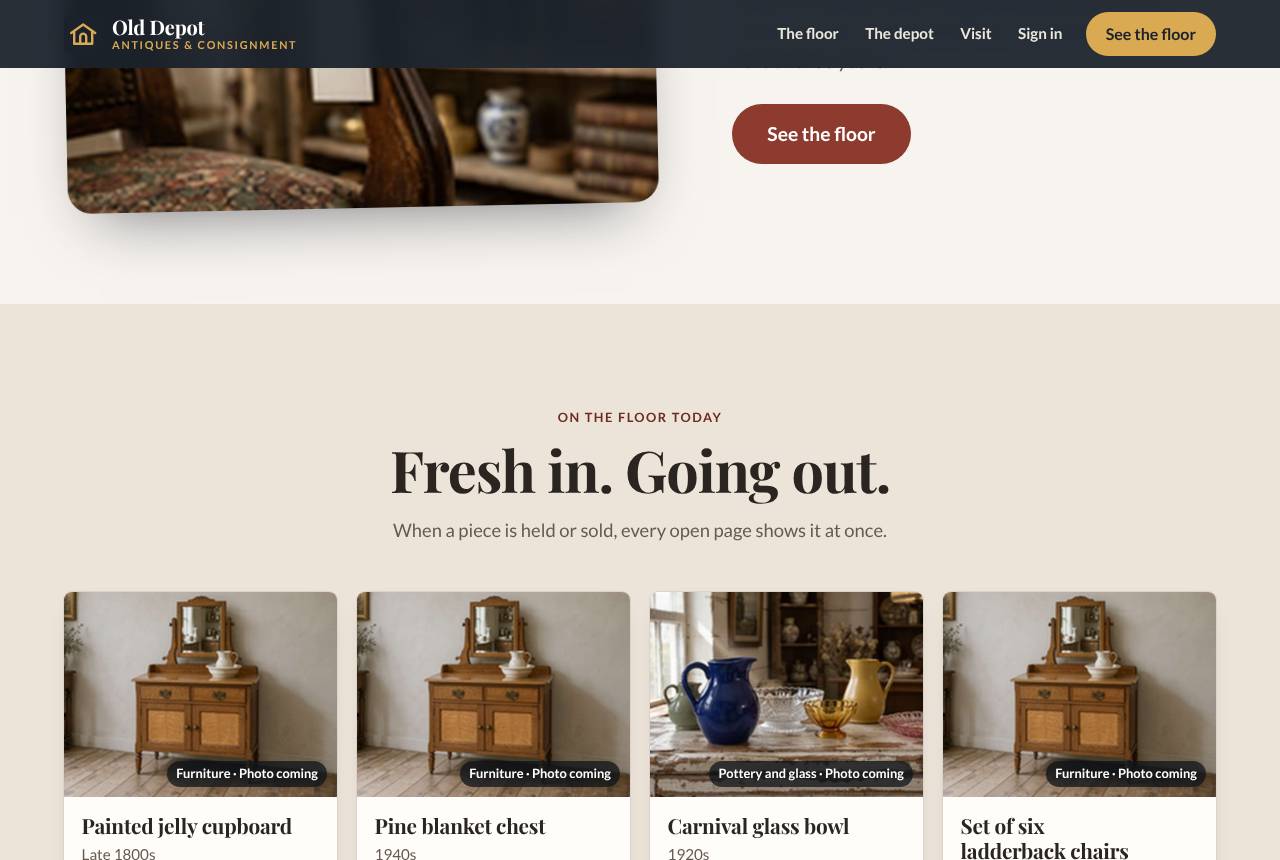 Old Depot
ANTIQUES & CONSIGNMENT
The floor
The depot
Visit
Sign in
See the floor
See the floor
ON THE FLOOR TODAY
Fresh in. Going out.
When a piece is held or sold, every open page shows it at once.
Furniture · Photo coming
Furniture · Photo coming
Pottery and glass · Photo coming
Furniture · Photo coming
Painted jelly cupboard
Late 1800s
Pine blanket chest
1940s
Carnival glass bowl
1920s
Set of six
ladderback chairs